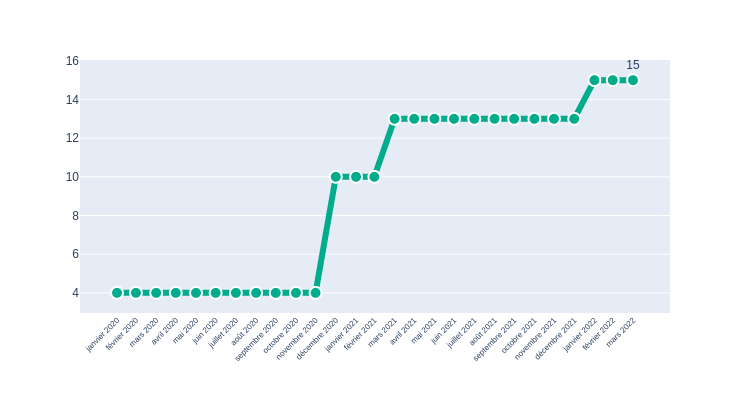 16
15
14
12
10
8
6
4
janvier 2020
février 2020
mars 2020
avril 2020
mai 2020
juin 2020
juillet 2020
août 2020
septembre 2020
octobre 2020
novembre 2020
décembre 2020
janvier 2021
février 2021
mars 2021
avril 2021
mai 2021
juin 2021
juillet 2021
août 2021
septembre 2021
octobre 2021
novembre 2021
décembre 2021
janvier 2022
février 2022
mars 2022